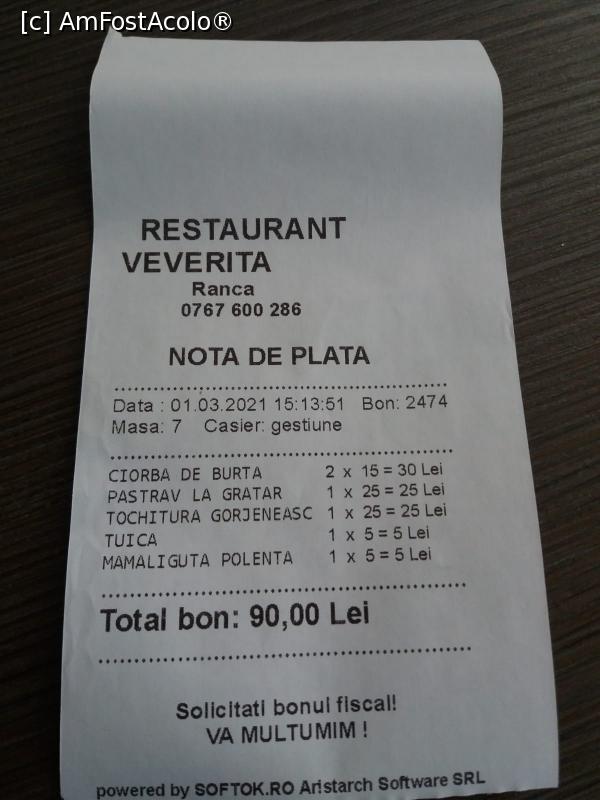 [c] AmFostAcolo®
RESTAURANT
VEVERITA
Ranca
0767 600 286
NOTA DE PLATA
Data : 01.03.2021 15:13:51 Bon: 2474
Masa: 7 Casier: gestiune
CIORBA DE BURTA 2 x 15 = 30 Lei
PASTRAV LA GRATAR 1 x 25 = 25 Lei
TOCHITURA GORJENEASC 1 x 25 = 25 Lei
TUICA 1 x 5 = 5 Lei
MAMALIGUTA POLENTA 1 x 5 = 5 Lei
Total bon: 90,00 Lei
Solicitati bonul fiscal!
VA MULTUMIM !
powered by SOFTOK.RO Aristarch Software SRL